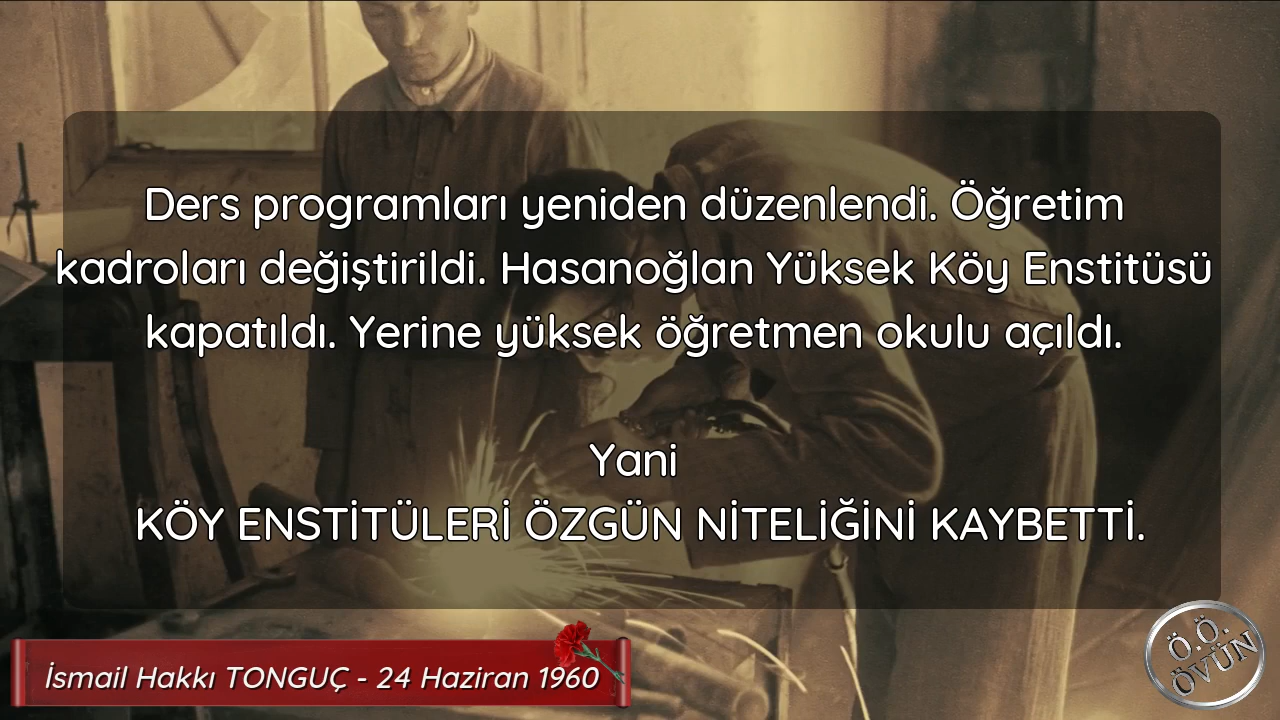 Ders programları yeniden düzenlendi. Öğretim
kadroları değiştirildi. Hasanoğlan Yüksek Köy Enstitüsü
kapatıldı. Yerine yüksek öğretmen okulu açıldı.
Yani
KÖY ENSTİTÜLERİ ÖZGÜN NİTELİĞİNİ KAYBETTİ.
İsmail Hakkı TONGUÇ - 24 Haziran 1960
Ö.Ö.
ÖVÜN